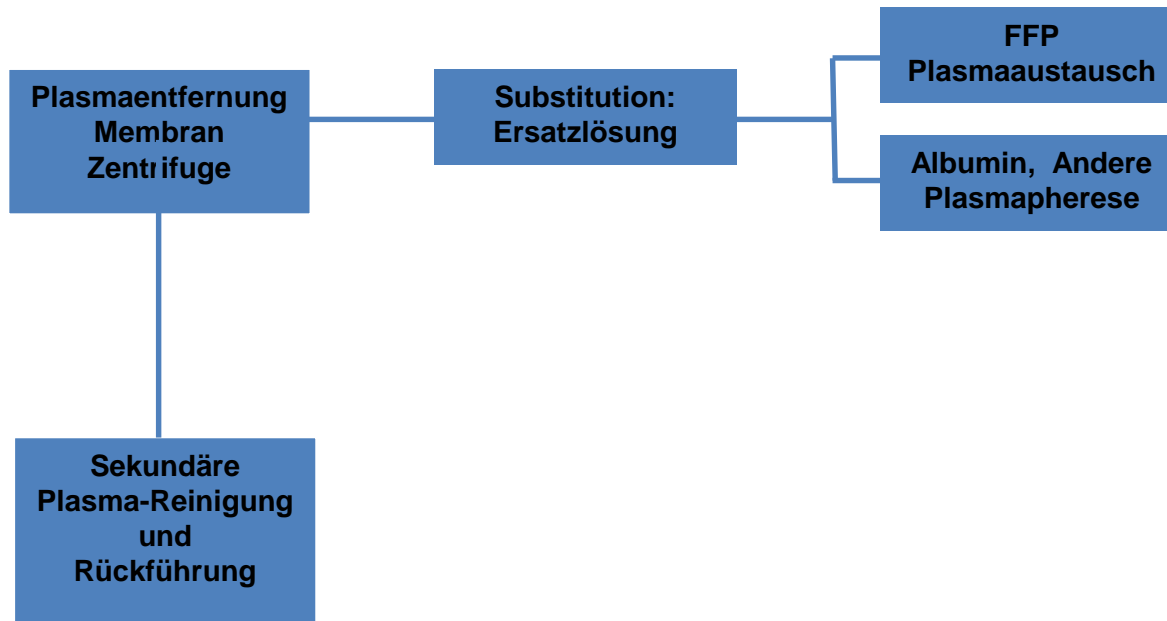 Plasmaentfernung
Membran
Zentrifuge
Substitution:
Ersatzlösung
FFP
Plasmaaustausch
Albumin, Andere
Plasmapherese
Sekundäre
Plasma-Reinigung
und
Rückführung